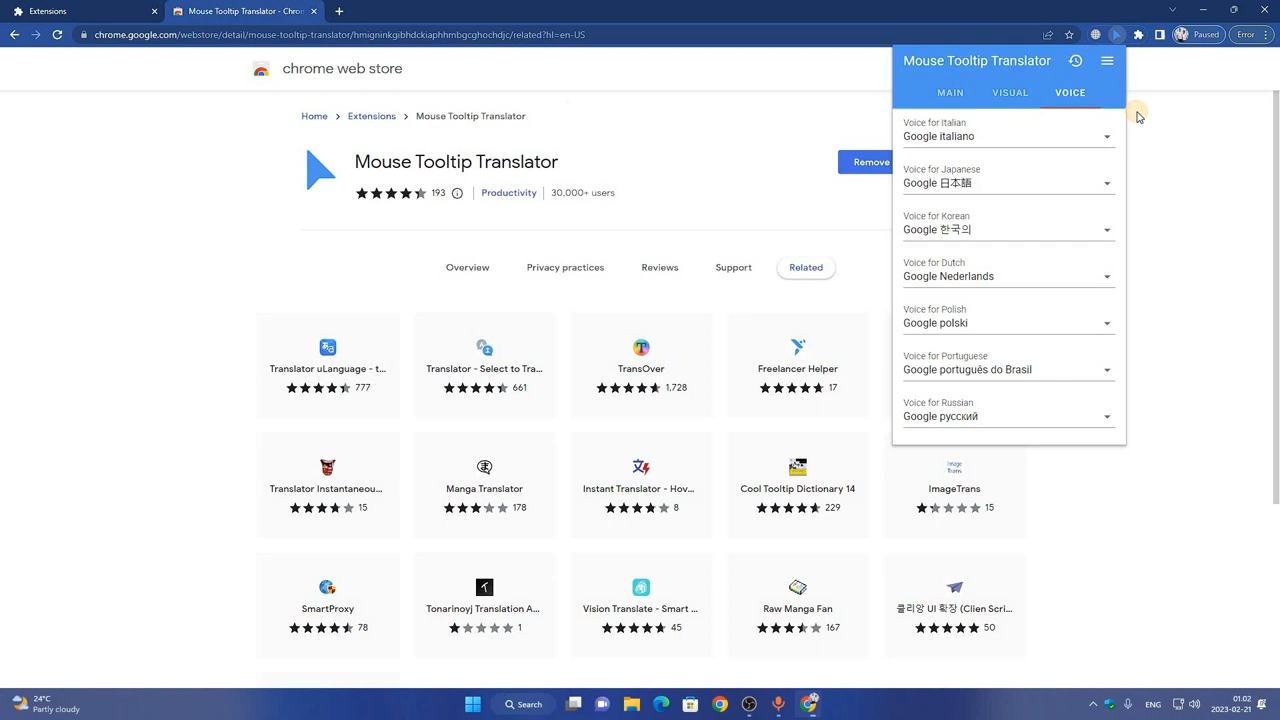 Extensions
Mouse Tooltip Translator - Chro
chrome.google.com/webstore/detail/mouse-tooltip-translator/hmigninkgibhdckiaphhmbgcghochdjc/related?hl=en-US
Paused
Error
chrome web store
Home
Extensions
Mouse Tooltip Translator
Mouse Tooltip Translator
193
Productivity
30,000+ users
Remove
Overview
Privacy practices
Reviews
Support
Related
Translator uLanguage - t...
777
Translator - Select to Tra...
661
TransOver
1,728
Freelancer Helper
17
Translator Instantaneou...
15
Manga Translator
178
Instant Translator - Hov...
8
Cool Tooltip Dictionary 14
229
Image
Trans
ImageTrans
15
SmartProxy
78
Tonarinoyj Translation A...
1
Vision Translate - Smart ...
45
Raw Manga Fan
167
클리앙 UI 확장 (Clien Scri...
50
Mouse Tooltip Translator
MAIN
VISUAL
VOICE
Voice for Italian
Google italiano
Voice for Japanese
Google 日本語
Voice for Korean
Google 한국의
Voice for Dutch
Google Nederlands
Voice for Polish
Google polski
Voice for Portuguese
Google português do Brasil
Voice for Russian
Google русский
24°C
Partly cloudy
Search
ENG
01.02
2023-02-21